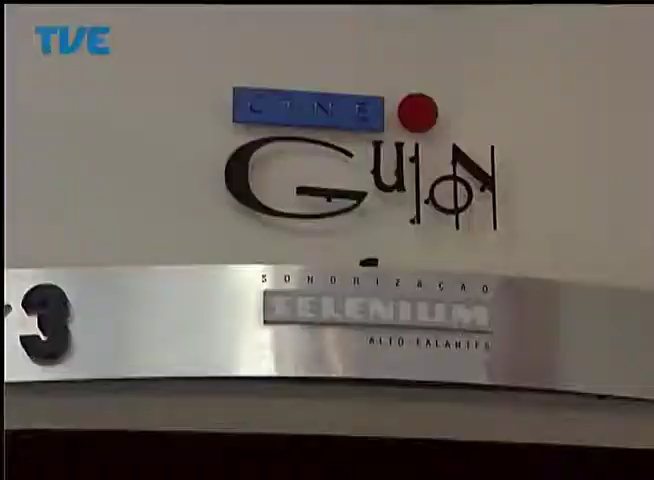 TVE
CINE
GUION
3
SONORIZAÇÃO
SELENIUM
ALTO-FALANTES